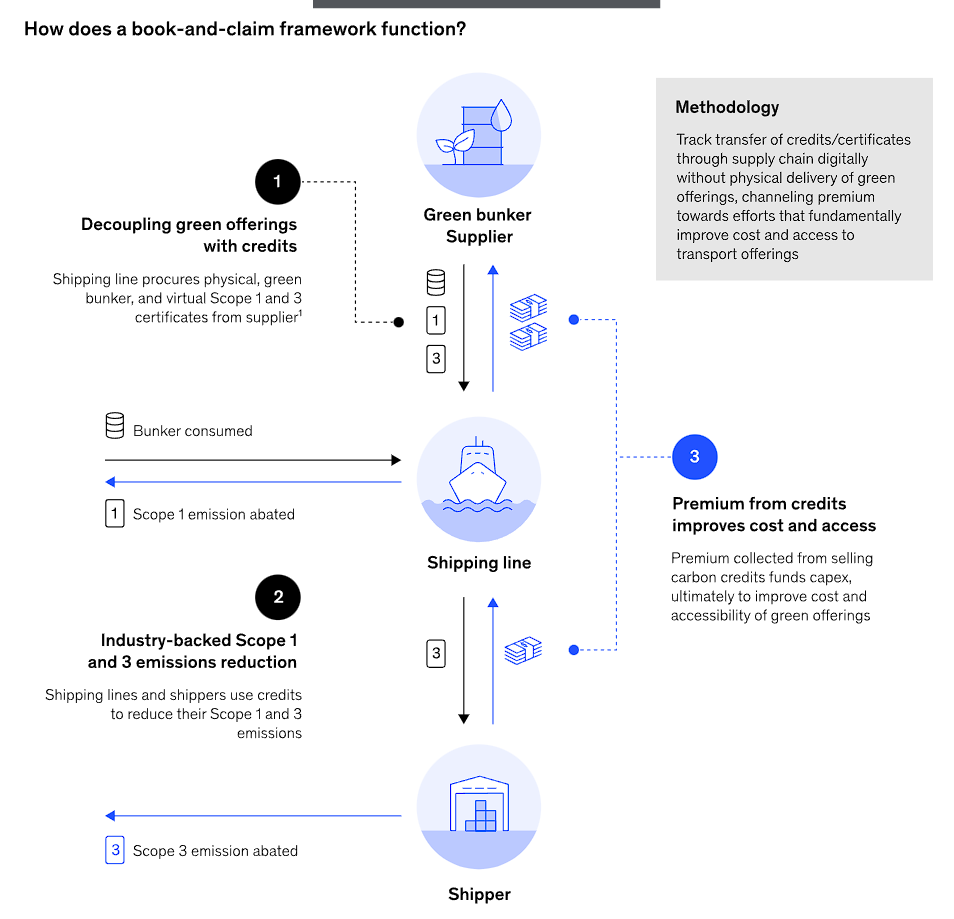 How does a book-and-claim framework function?
Methodology
Track transfer of credits/certificates
through supply chain digitally
without physical delivery of green
offerings, channeling premium
towards efforts that fundamentally
improve cost and access to
transport offerings
1
Decoupling green offerings
with credits
Shipping line procures physical, green
bunker, and virtual Scope 1 and 3
certificates from supplier¹
Green bunker
Supplier
1
3
Bunker consumed
1
Scope 1 emission abated
Shipping line
3
Premium from credits
improves cost and access
Premium collected from selling
carbon credits funds capex,
ultimately to improve cost and
accessibility of green offerings
2
Industry-backed Scope 1
and 3 emissions reduction
Shipping lines and shippers use credits
to reduce their Scope 1 and 3
emissions
3
3
Scope 3 emission abated
Shipper